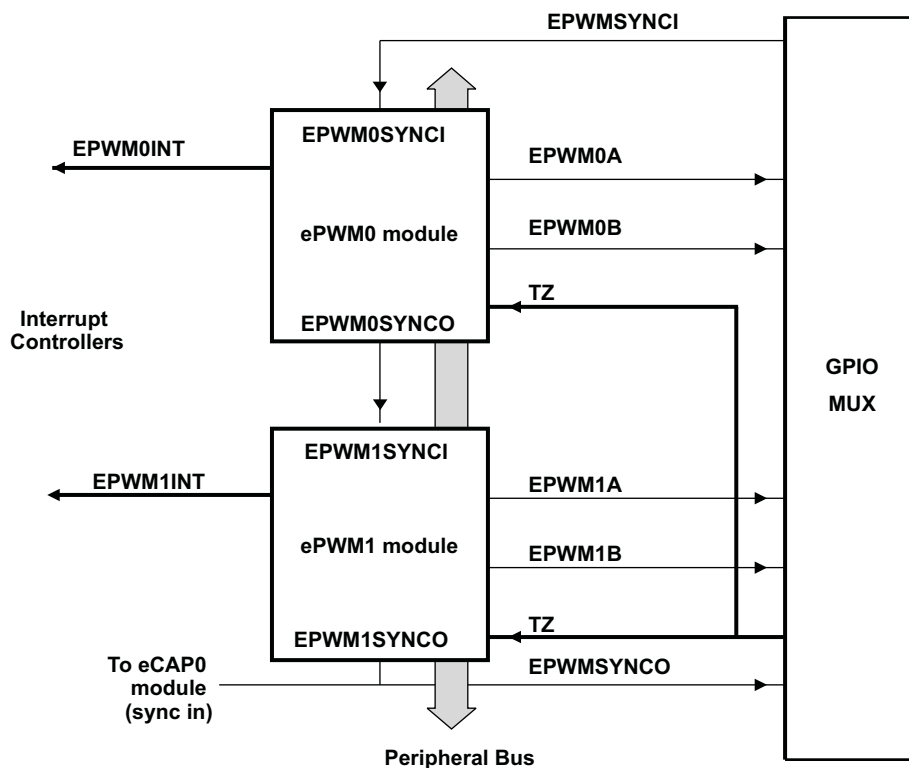 EPWMSYNCI
EPWM0SYNCI
EPWM0INT
EPWM0A
ePWM0 module
EPWM0B
TZ
EPWM0SYNCO
Interrupt
Controllers
GPIO
MUX
EPWM1SYNCI
EPWM1INT
EPWM1A
ePWM1 module
EPWM1B
TZ
EPWM1SYNCO
To eCAP0
module
(sync in)
EPWMSYNCO
Peripheral Bus